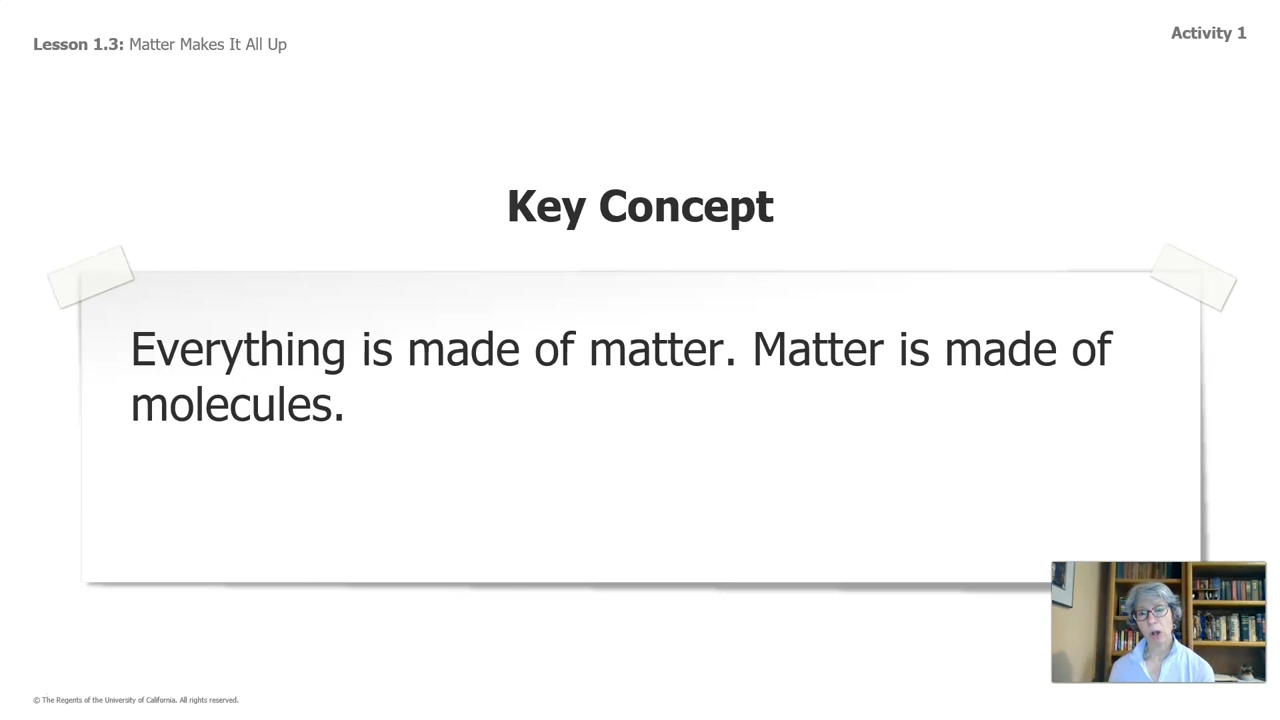 Lesson 1.3: Matter Makes It All Up
Activity 1
Key Concept
Everything is made of matter. Matter is made of
molecules.
© The Regents of the University of California. All rights reserved.